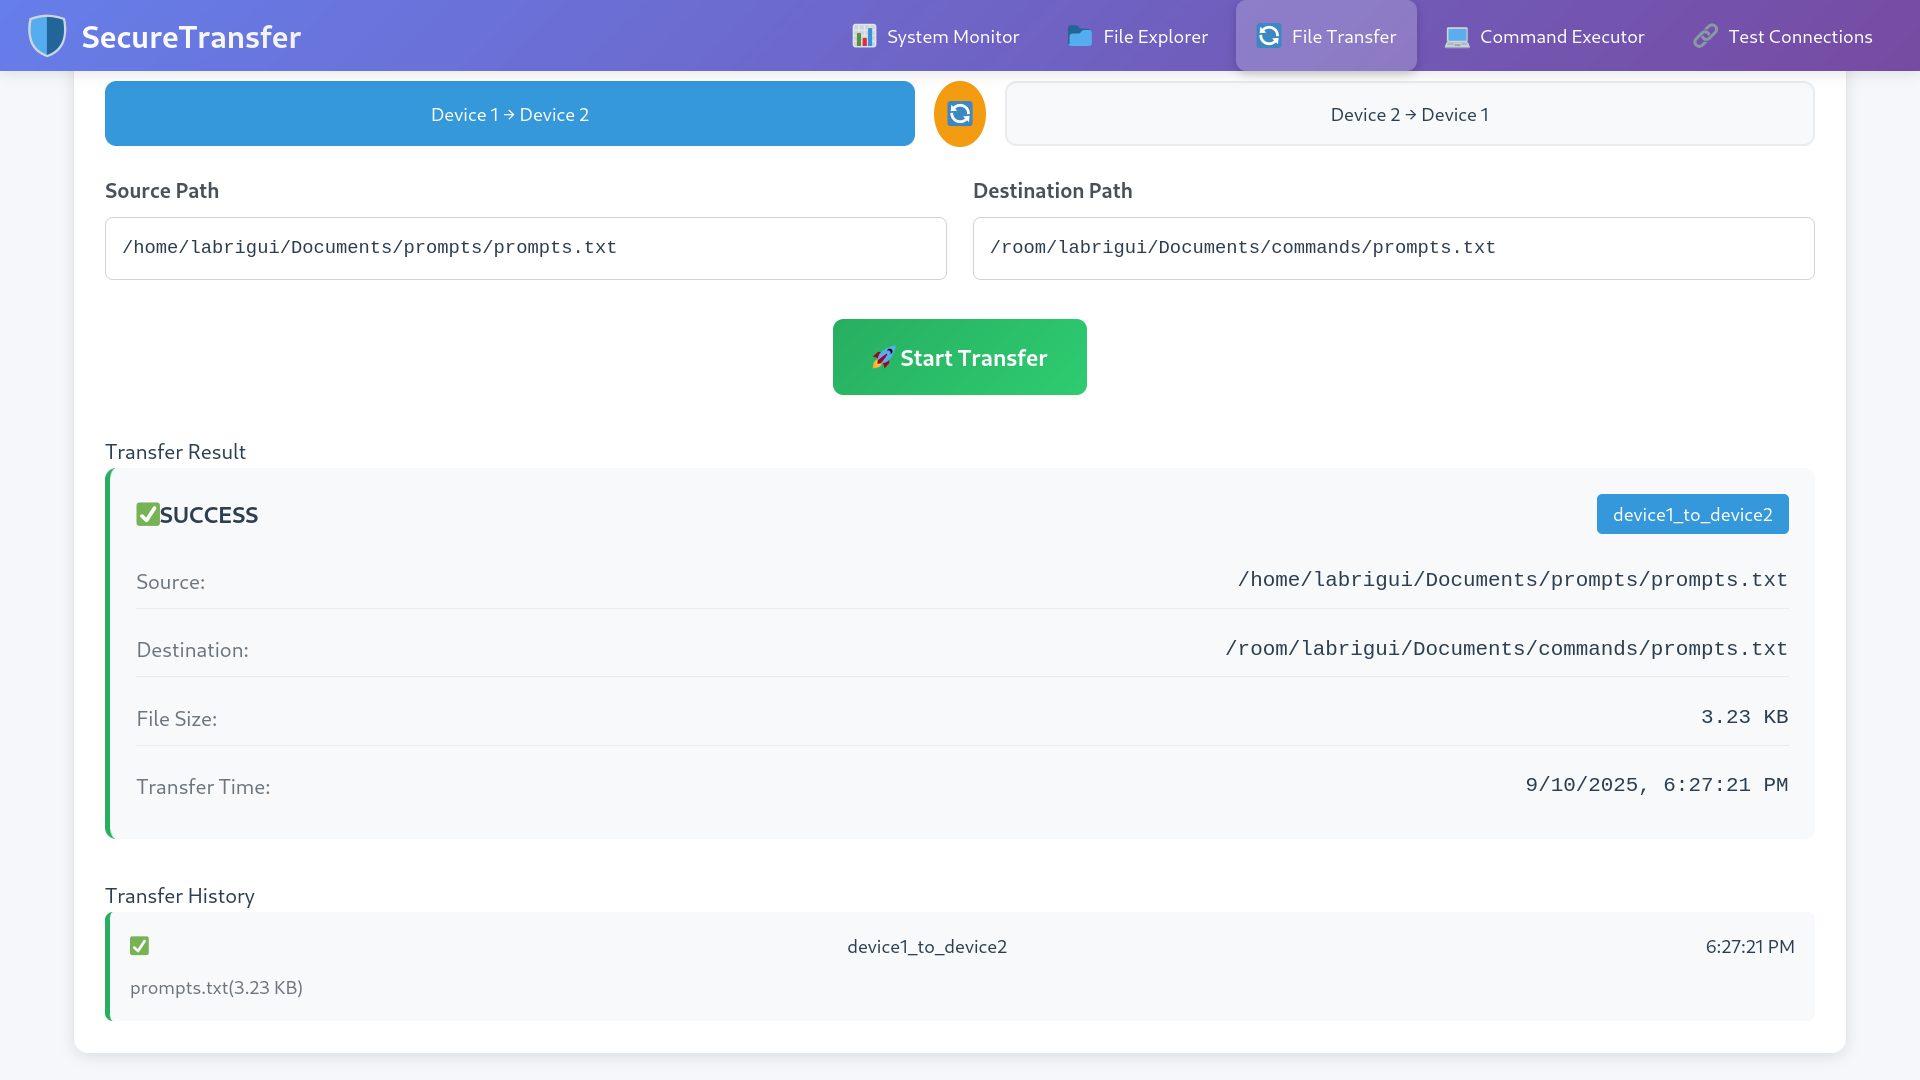 SecureTransfer
System Monitor
File Explorer
File Transfer
Command Executor
Test Connections
Device 1 → Device 2
Device 2 → Device 1
Source Path
Destination Path
/home/labrigui/Documents/prompts/prompts.txt
/room/labrigui/Documents/commands/prompts.txt
Start Transfer
Transfer Result
SUCCESS
device1_to_device2
Source:
/home/labrigui/Documents/prompts/prompts.txt
Destination:
/room/labrigui/Documents/commands/prompts.txt
File Size:
3.23 KB
Transfer Time:
9/10/2025, 6:27:21 PM
Transfer History
device1_to_device2
6:27:21 PM
prompts.txt(3.23 KB)